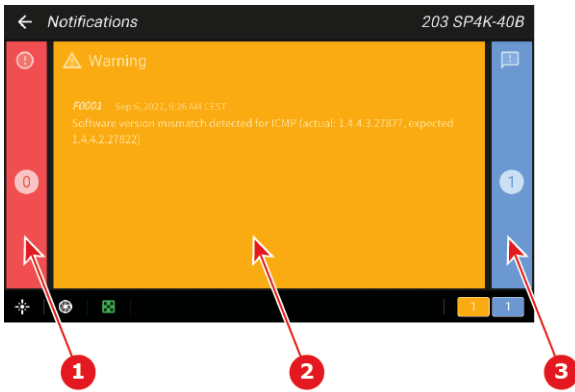 Notifications
203 SP4K-40B
Warning
F0001 Sep 6, 2022, 9:26 AM CEST
Software version mismatch detected for ICMP (actual: 1.4.4.3.27877, expected
1.4.4.2.27822)
0
1
1
1
1
2
3